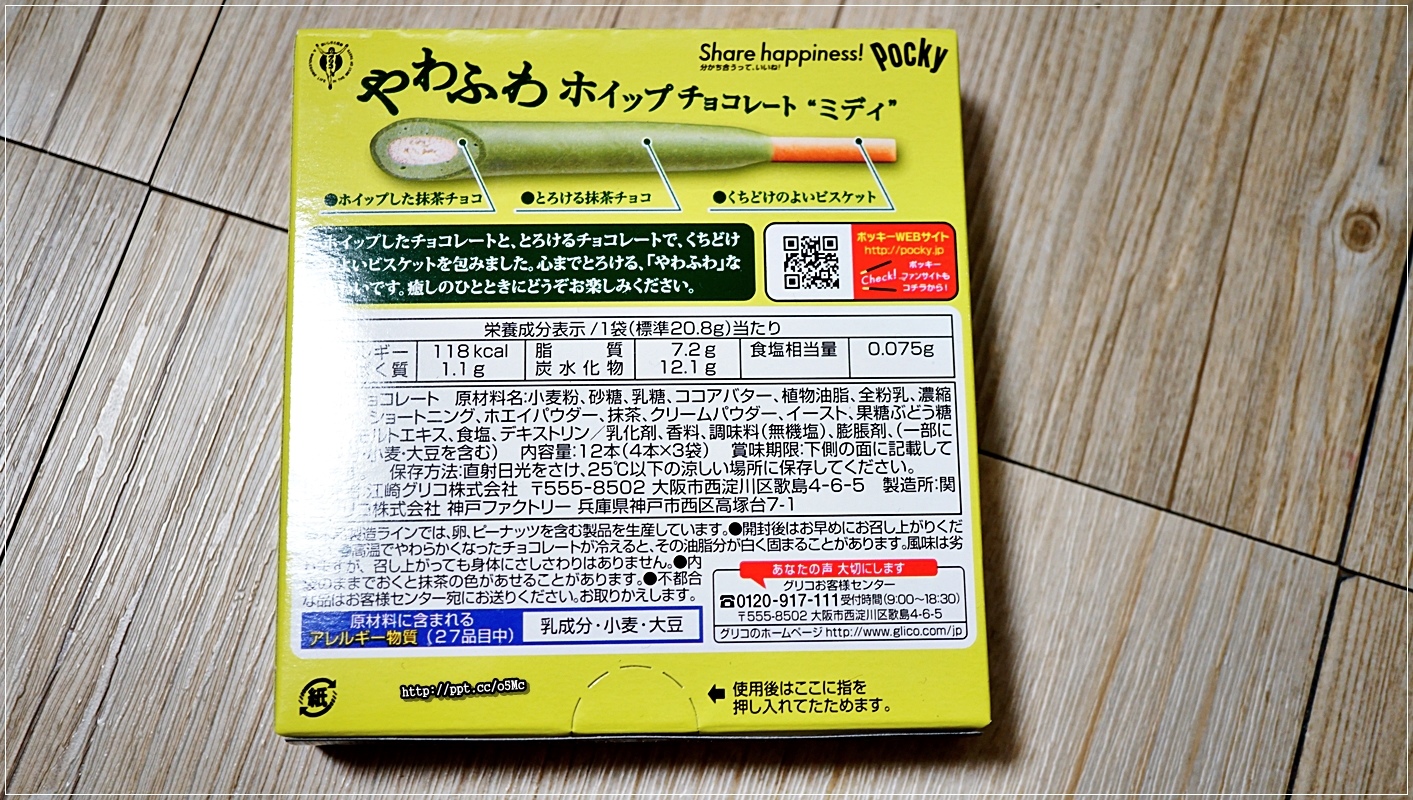 Share happiness! Pocky
分かち合うって、いいね!
やわふわ ホイップ チョコレート “ミディ”
●ホイップした抹茶チョコ ●とろける抹茶チョコ ●くちどけのよいビスケット
ホイップしたチョコレートと、とろけるチョコレートで、くちどけ
よいビスケットを包みました。心までとろける、「やわふわ」な
いです。癒しのひとときにどうぞお楽しみください。
ポッキーWEBサイト
http://pocky.jp
Check! ポッキー
ファンサイトも
コチラから!
栄養成分表示/1袋(標準20.8g)当たり
ギー 118kcal 脂質 7.2g 食塩相当量 0.075g
く質 1.1g 炭水化物 12.1g
チョコレート 原材料名:小麦粉、砂糖、乳糖、ココアバター、植物油脂、全粉乳、濃縮
ショートニング、ホエイパウダー、抹茶、クリームパウダー、イースト、果糖ぶどう糖
モルトエキス、食塩、デキストリン/乳化剤、香料、調味料(無機塩)、膨脹剤、(一部に
・小麦・大豆を含む) 内容量:12本(4本×3袋) 賞味期限:下側の面に記載して
保存方法:直射日光をさけ、25℃以下の涼しい場所に保存してください。
江崎グリコ株式会社 〒555-8502 大阪市西淀川区歌島4-6-5 製造所:関
グリコ株式会社 神戸ファクトリー 兵庫県神戸市西区高塚台7-1
製造ラインでは、卵、ピーナッツを含む製品を生産しています。●開封後はお早めにお召し上がりくだ
高温でやわらかくなったチョコレートが冷えると、その油脂分が白く固まることがあります。風味は劣
ますが、召し上がっても身体にさしさわりはありません。●内
袋のままでおくと抹茶の色があせることがあります。●不都合
な品はお客様センター宛にお送りください。お取りかえします。
あなたの声 大切にします
グリコお客様センター
☎0120-917-111受付時間(9:00~18:30)
〒555-8502 大阪市西淀川区歌島4-6-5
グリコのホームページ http://www.glico.com/jp
原材料に含まれる
アレルギー物質(27品目中) 乳成分・小麦・大豆
紙
http://ppt.cc/o5Mc
使用後はここに指を
押し入れてたためます。